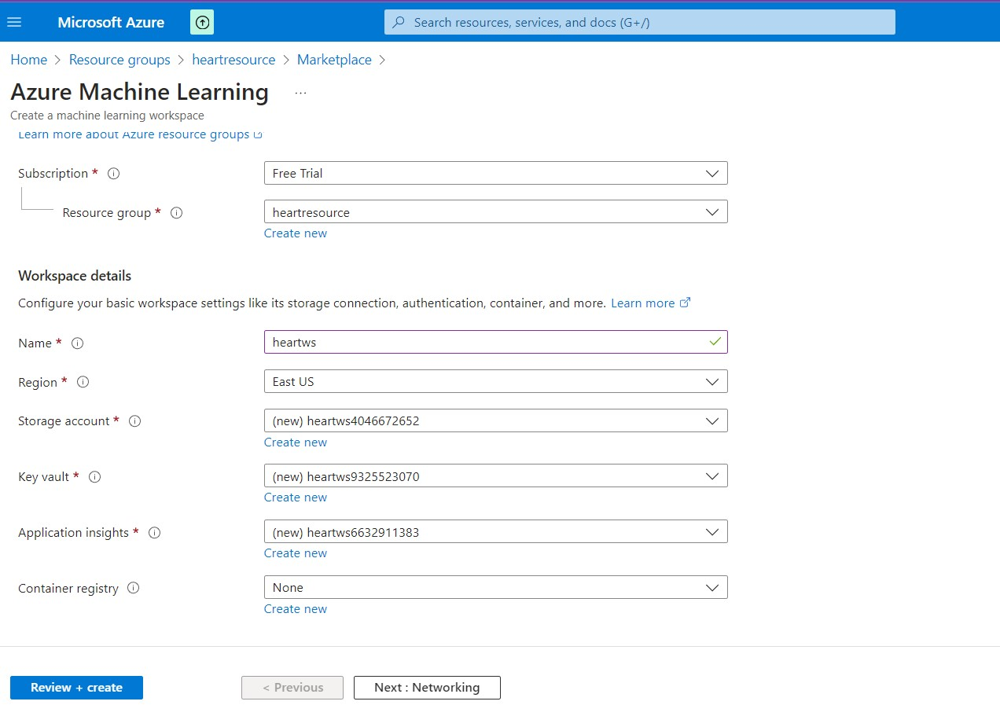 Microsoft Azure
Search resources, services, and docs (G+/)
Home > Resource groups > heartresource > Marketplace >
Azure Machine Learning ...
Create a machine learning workspace
Learn more about Azure resource groups
Subscription *
Free Trial
Resource group *
heartresource
Create new
Workspace details
Configure your basic workspace settings like its storage connection, authentication, container, and more. Learn more
Name *
heartws
Region *
East US
Storage account *
(new) heartws4046672652
Create new
Key vault *
(new) heartws9325523070
Create new
Application insights *
(new) heartws6632911383
Create new
Container registry
None
Create new
Review + create
< Previous
Next : Networking